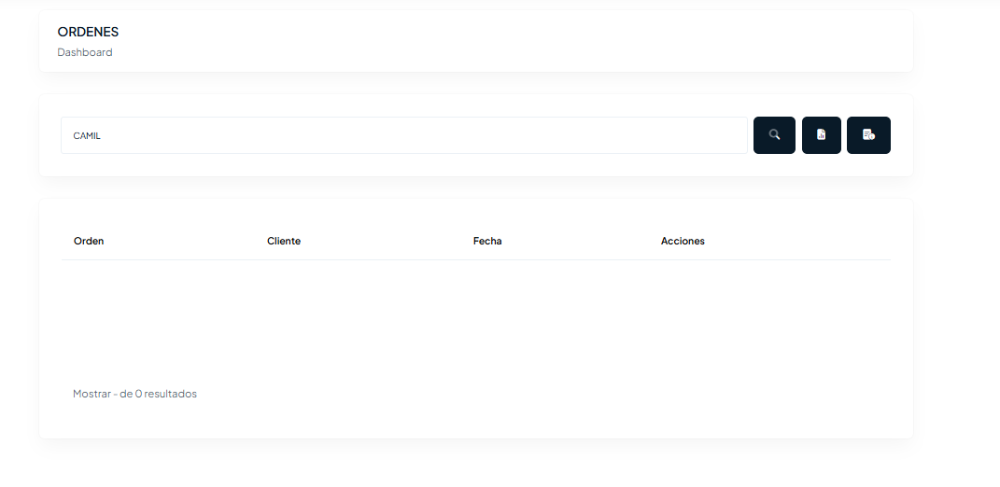 ORDENES
Dashboard
CAMIL
Orden Cliente Fecha Acciones
Mostrar - de 0 resultados